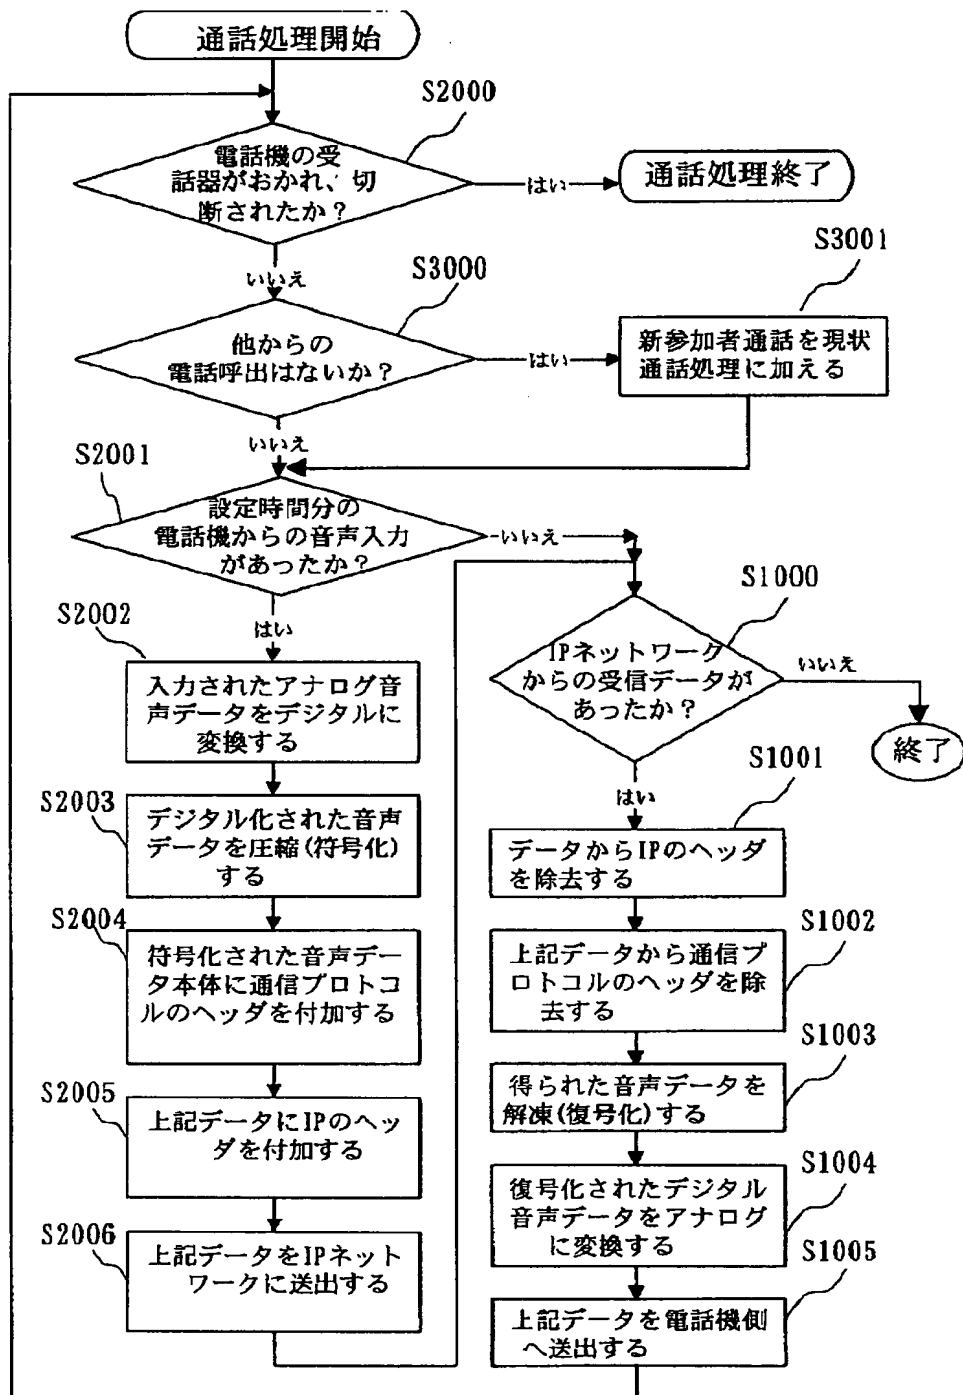 通話処理開始
S2000
電話機の受
話器がおかれ、切
断されたか？
はい
通話処理終了
いいえ
S3000
他からの
電話呼出はないか？
はい
S3001
新参加者通話を現状
通話処理に加える
いいえ
S2001
設定時間分の
電話機からの音声入力
があったか？
いいえ
はい
S2002
入力されたアナログ音
声データをデジタルに
変換する
S2003
デジタル化された音声
データを圧縮(符号化)
する
S2004
符号化された音声デー
タ本体に通信プロトコ
ルのヘッダを付加する
S2005
上記データにIPのヘッ
ダを付加する
S2006
上記データをIPネット
ワークに送出する
S1000
IPネットワーク
からの受信データが
あったか？
いいえ
終了
はい
S1001
データからIPのヘッダ
を除去する
S1002
上記データから通信プ
ロトコルのヘッダを除
去する
S1003
得られた音声データを
解凍(復号化)する
S1004
復号化されたデジタル
音声データをアナログ
に変換する
S1005
上記データを電話機側
へ送出する